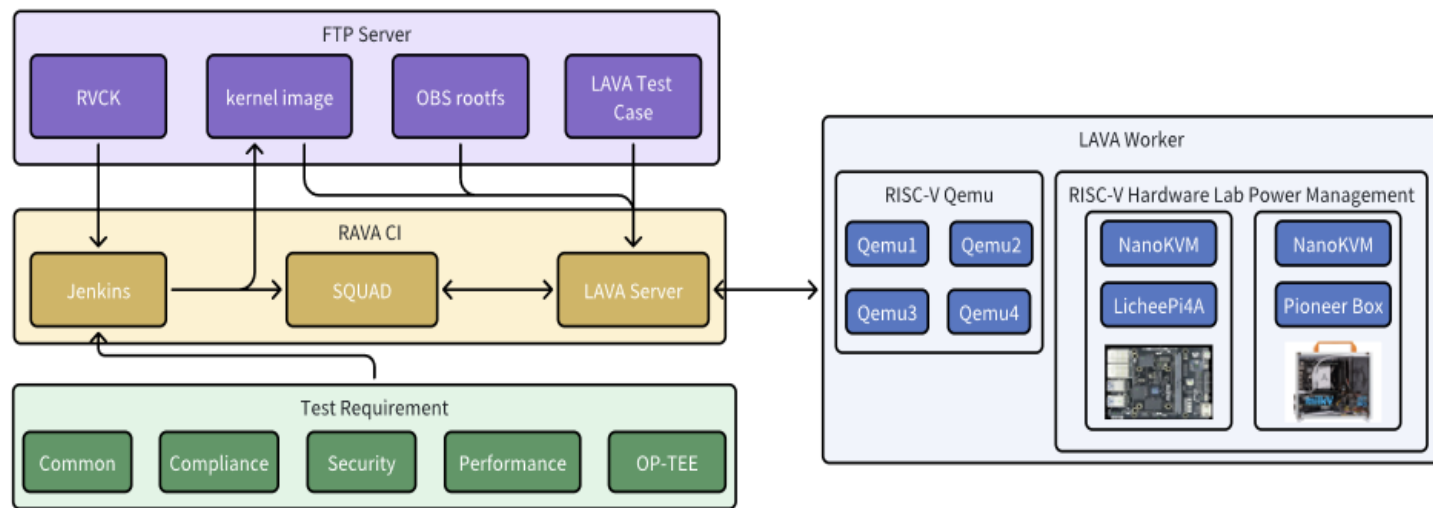 FTP Server
RVCK
kernel image
OBS rootfs
LAVA Test
Case
RAVA CI
Jenkins
SQUAD
LAVA Server
Test Requirement
Common
Compliance
Security
Performance
OP-TEE
LAVA Worker
RISC-V Qemu
Qemu1
Qemu2
Qemu3
Qemu4
RISC-V Hardware Lab Power Management
NanoKVM
LicheePi4A
NanoKVM
Pioneer Box